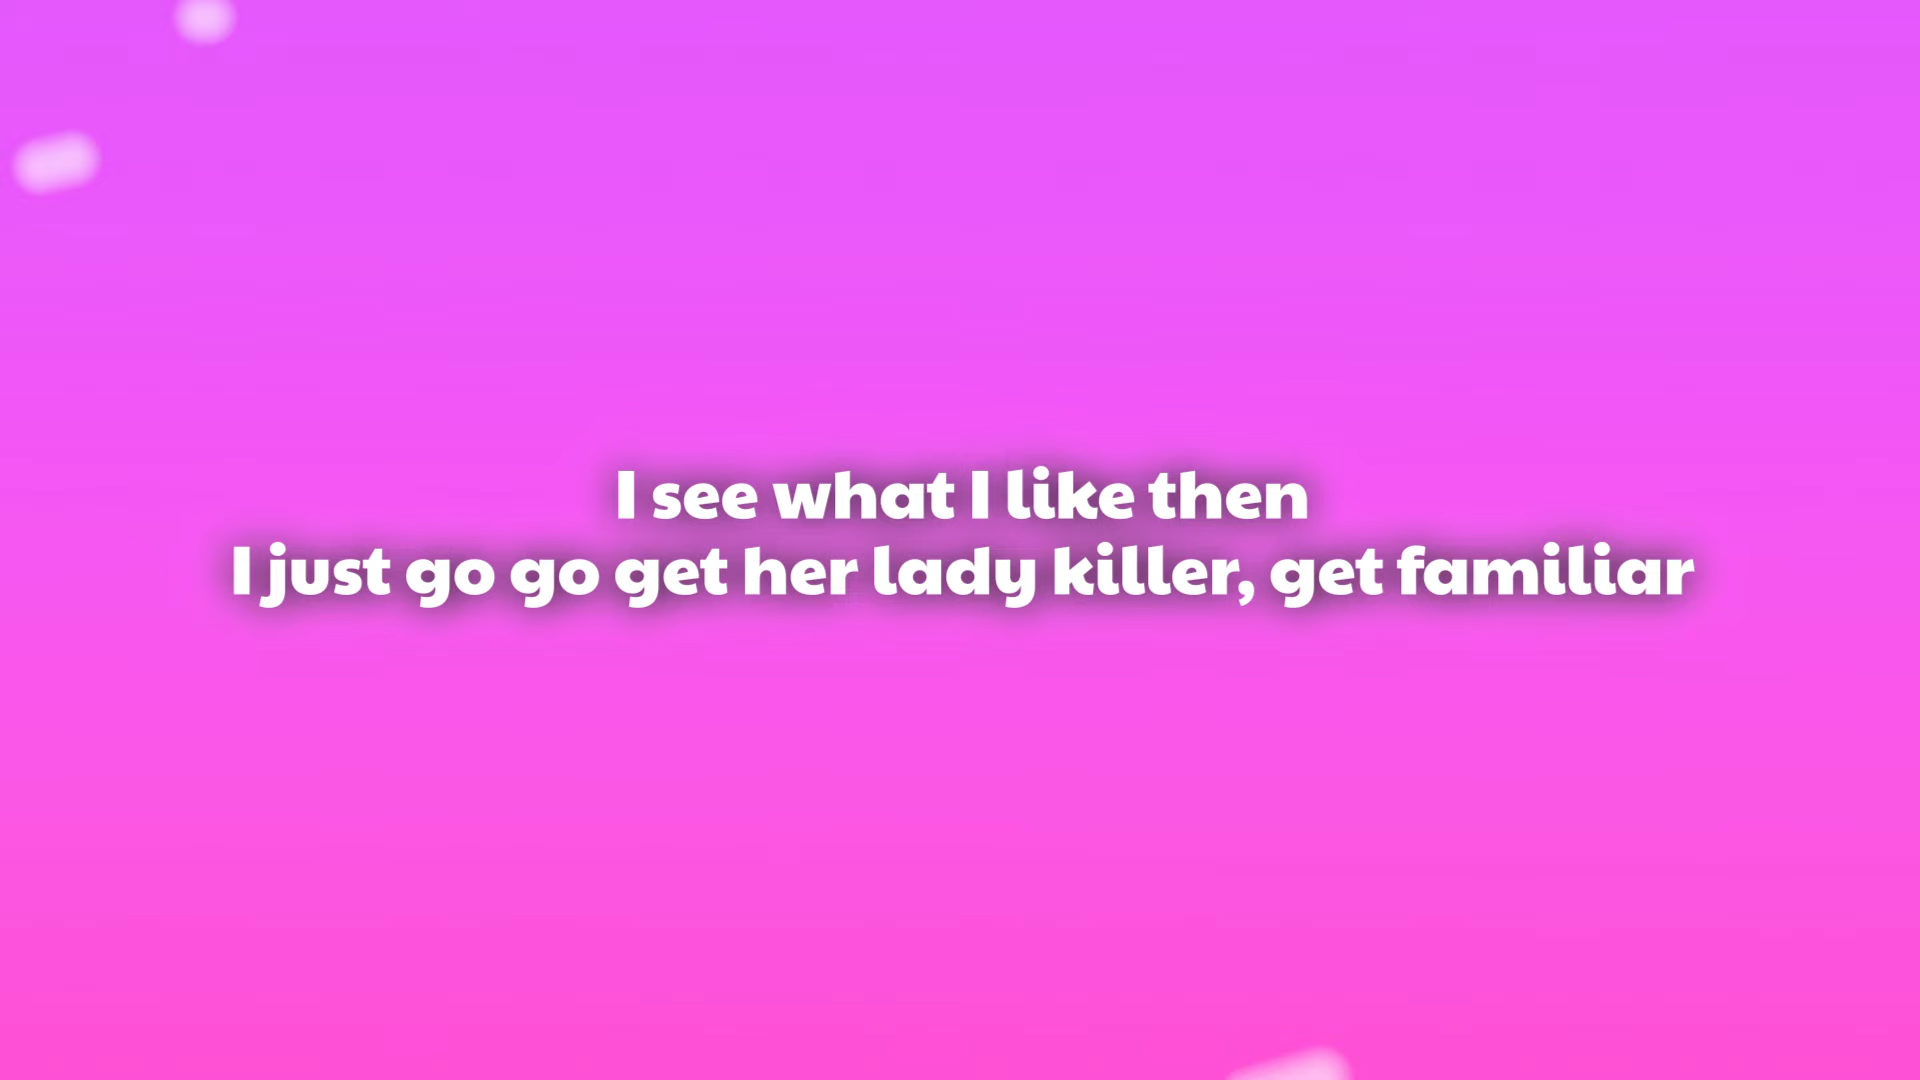 I see what I like then
I just go go get her lady killer, get familiar